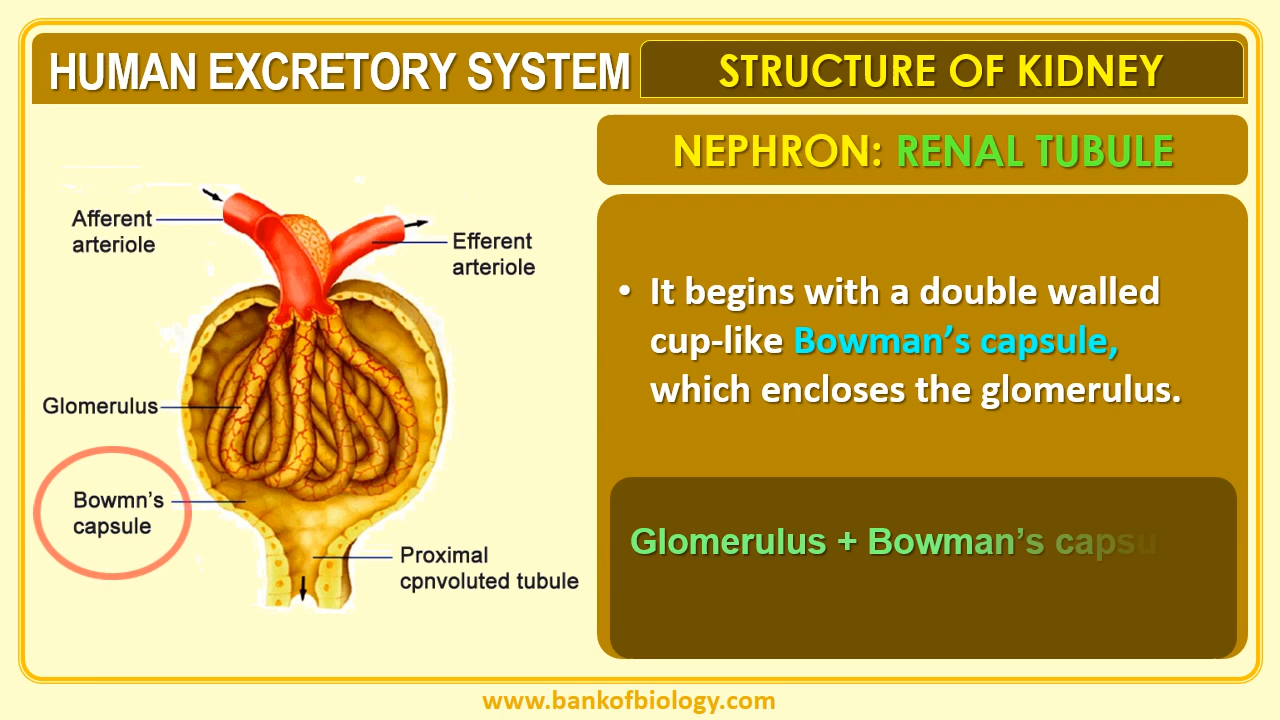 HUMAN EXCRETORY SYSTEM
STRUCTURE OF KIDNEY
NEPHRON: RENAL TUBULE
Afferent
arteriole
Efferent
arteriole
Glomerulus
Bowmn's
capsule
Proximal
cpnvoluted tubule
• It begins with a double walled
cup-like Bowman’s capsule,
which encloses the glomerulus.
Glomerulus + Bowman’s capsu
www.bankofbiology.com